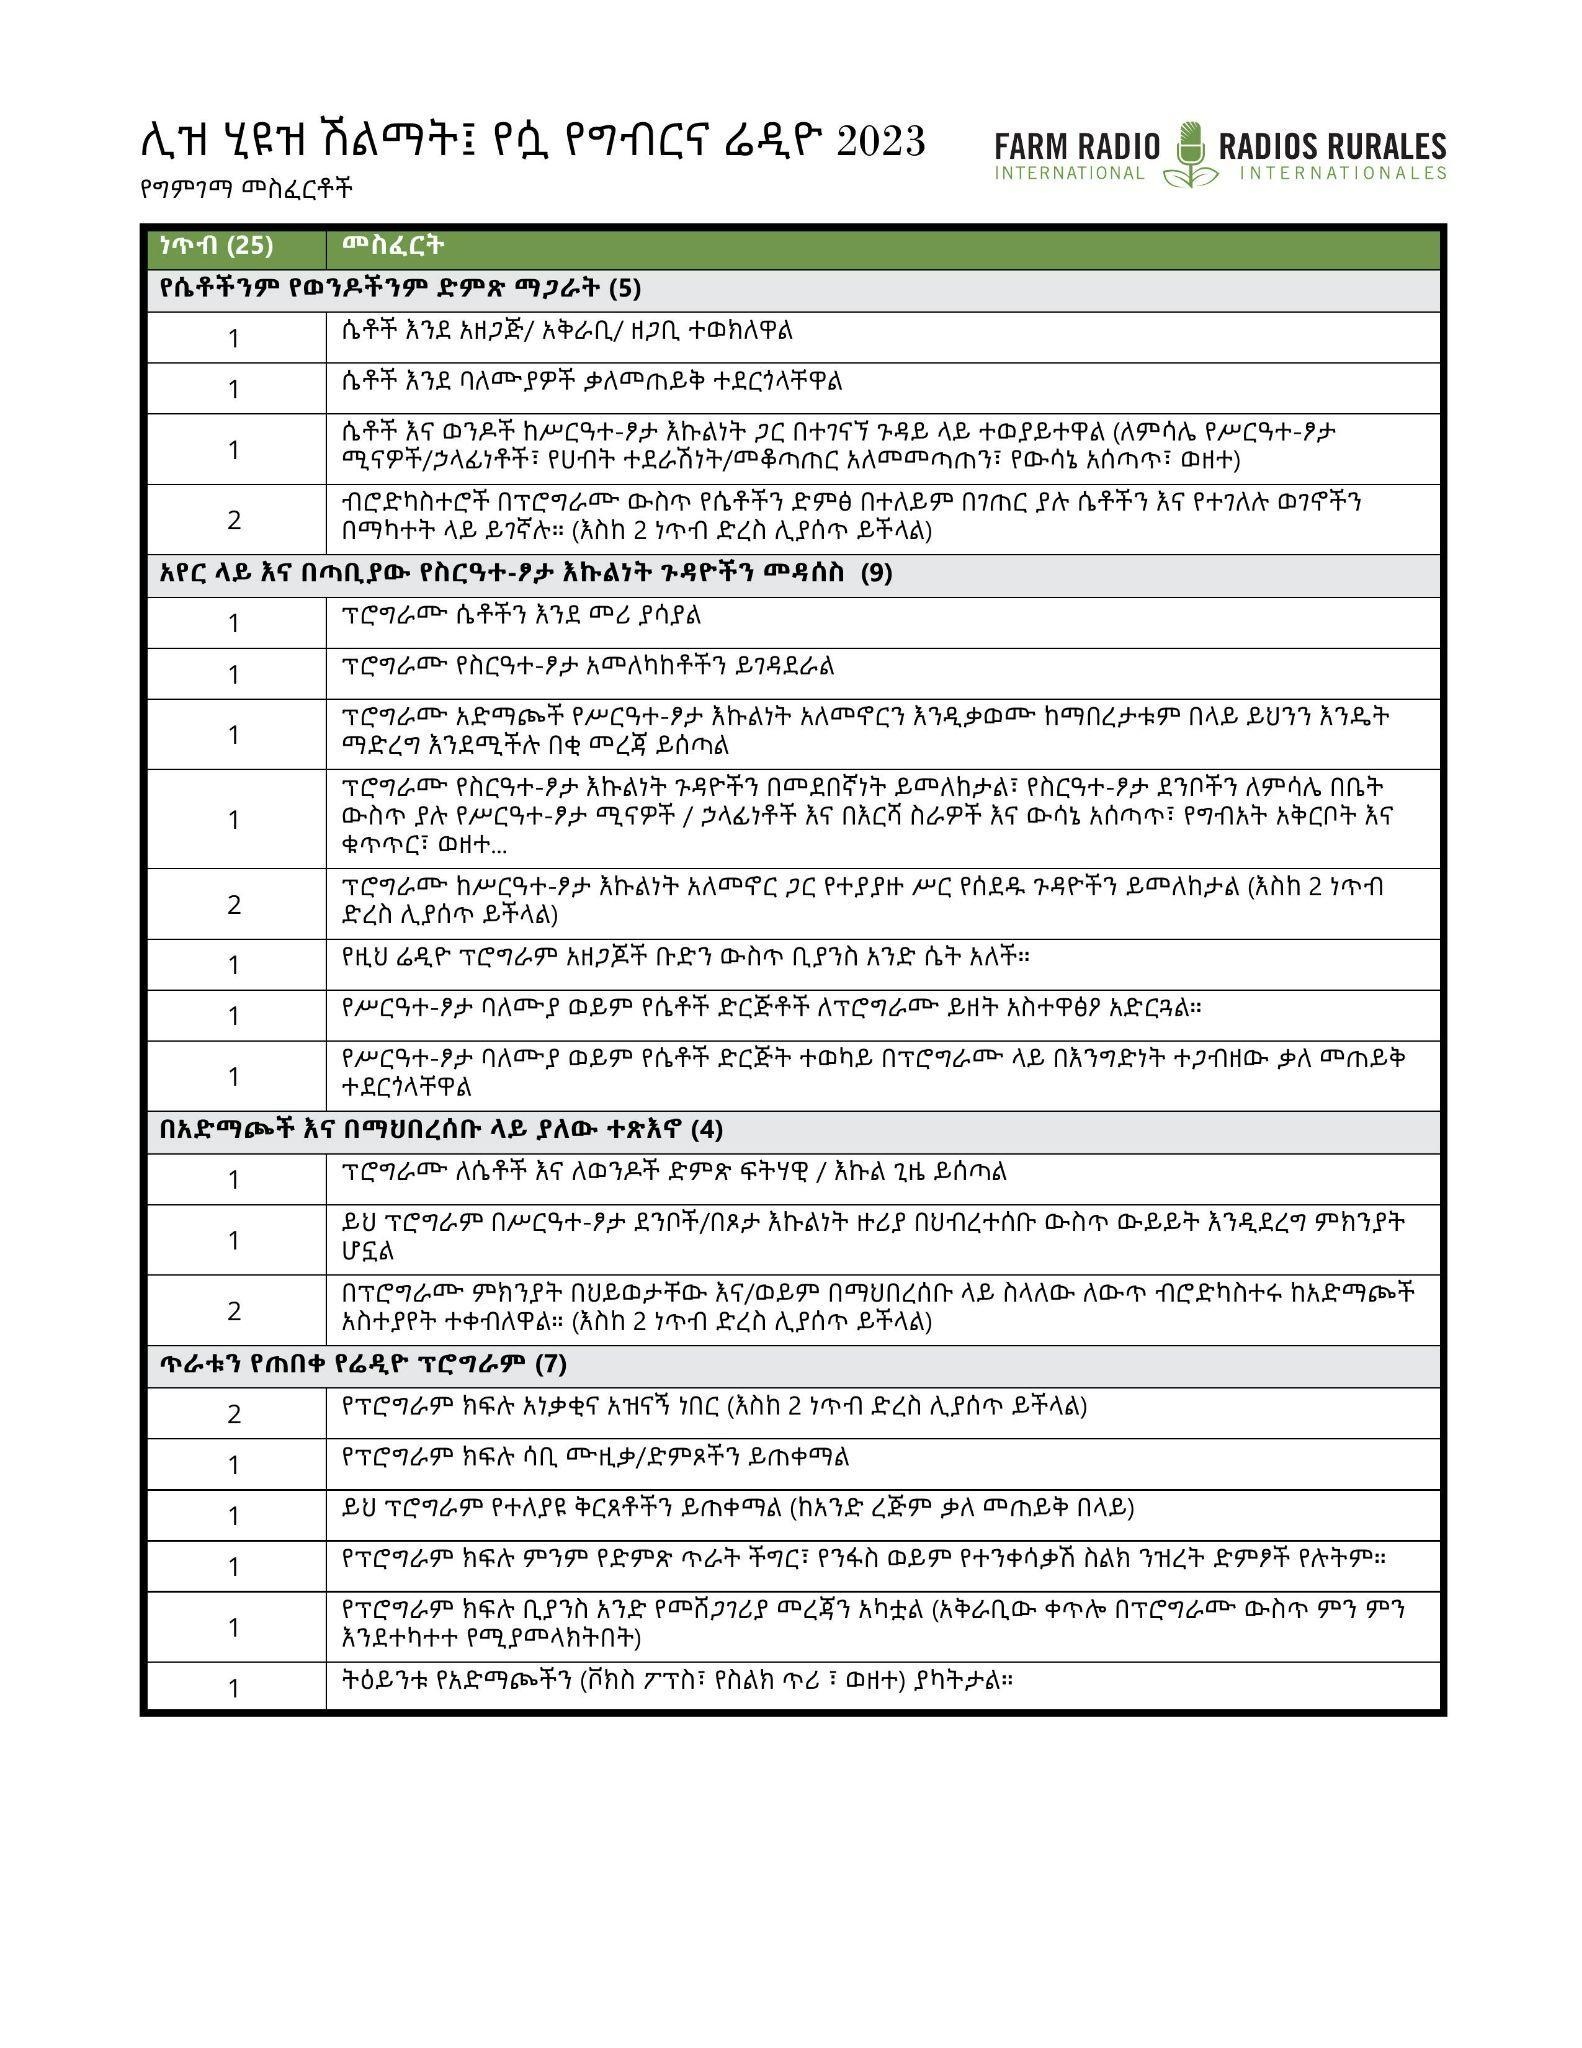 ሊዝ ሂዩዝ ሽልማት፤ የሷ የግብርና ሬዲዮ 2023
የግምገማ መስፈርቶች
FARM RADIO RADIOS RURALES
INTERNATIONAL INTERNATIONALES
ነጥብ (25) መስፈርት
የሴቶችንም የወንዶችንም ድምጽ ማጋራት (5)
1 ሴቶች እንደ አዘጋጅ/ አቅራቢ/ ዘጋቢ ተወክለዋል
1 ሴቶች እንደ ባለሙያዎች ቃለመጠይቅ ተደርጎላቸዋል
1 ሴቶች እና ወንዶች ከሥርዓተ-ፆታ እኩልነት ጋር በተገናኘ ጉዳይ ላይ ተወያይተዋል (ለምሳሌ የሥርዓተ-ፆታ
ሚናዎች/ኃላፊነቶች፣ የሀብት ተደራሽነት/መቆጣጠር አለመመጣጠን፣ የውሳኔ አሰጣጥ፣ ወዘተ)
2 ብሮድካስተሮች በፕሮግራሙ ውስጥ የሴቶችን ድምፅ በተለይም በገጠር ያሉ ሴቶችን እና የተገለሉ ወገኖችን
በማካተት ላይ ይገኛሉ። (እስከ 2 ነጥብ ድረስ ሊያሰጥ ይችላል)
አየር ላይ እና በጣቢያው የስርዓተ-ፆታ እኩልነት ጉዳዮችን መዳሰስ (9)
1 ፕሮግራሙ ሴቶችን እንደ መሪ ያሳያል
1 ፕሮግራሙ የስርዓተ-ፆታ አመለካከቶችን ይገዳደራል
1 ፕሮግራሙ አድማጮች የሥርዓተ-ፆታ እኩልነት አለመኖርን እንዲቃወሙ ከማበረታቱም በላይ ይህንን እንዴት
ማድረግ እንደሚችሉ በቂ መረጃ ይሰጣል
1 ፕሮግራሙ የስርዓተ-ፆታ እኩልነት ጉዳዮችን በመደበኛነት ይመለከታል፣ የስርዓተ-ፆታ ደንቦችን ለምሳሌ በቤት
ውስጥ ያሉ የሥርዓተ-ፆታ ሚናዎች / ኃላፊነቶች እና በእርሻ ስራዎች እና ውሳኔ አሰጣጥ፣ የግብአት አቅርቦት እና
ቁጥጥር፣ ወዘተ...
2 ፕሮግራሙ ከሥርዓተ-ፆታ እኩልነት አለመኖር ጋር የተያያዙ ሥር የሰደዱ ጉዳዮችን ይመለከታል (እስከ 2 ነጥብ
ድረስ ሊያሰጥ ይችላል)
1 የዚህ ሬዲዮ ፕሮግራም አዘጋጆች ቡድን ውስጥ ቢያንስ አንድ ሴት አለች።
1 የሥርዓተ-ፆታ ባለሙያ ወይም የሴቶች ድርጅቶች ለፕሮግራሙ ይዘት አስተዋፅዖ አድርጓል።
1 የሥርዓተ-ፆታ ባለሙያ ወይም የሴቶች ድርጅት ተወካይ በፕሮግራሙ ላይ በእንግድነት ተጋብዘው ቃለ መጠይቅ
ተደርጎላቸዋል
በአድማጮች እና በማህበረሰቡ ላይ ያለው ተጽእኖ (4)
1 ፕሮግራሙ ለሴቶች እና ለወንዶች ድምጽ ፍትሃዊ / እኩል ጊዜ ይሰጣል
1 ይህ ፕሮግራም በሥርዓተ-ፆታ ደንቦች/በጾታ እኩልነት ዙሪያ በህብረተሰቡ ውስጥ ውይይት እንዲደረግ ምክንያት
ሆኗል
2 በፕሮግራሙ ምክንያት በህይወታቸው እና/ወይም በማህበረሰቡ ላይ ስላለው ለውጥ ብሮድካስተሩ ከአድማጮች
አስተያየት ተቀብለዋል። (እስከ 2 ነጥብ ድረስ ሊያሰጥ ይችላል)
ጥራቱን የጠበቀ የሬዲዮ ፕሮግራም (7)
2 የፕሮግራም ክፍሉ አነቃቂና አዝናኝ ነበር (እስከ 2 ነጥብ ድረስ ሊያሰጥ ይችላል)
1 የፕሮግራም ክፍሉ ሳቢ ሙዚቃ/ድምጾችን ይጠቀማል
1 ይህ ፕሮግራም የተለያዩ ቅርጸቶችን ይጠቀማል (ከአንድ ረጅም ቃለ መጠይቅ በላይ)
1 የፕሮግራም ክፍሉ ምንም የድምጽ ጥራት ችግር፣ የንፋስ ወይም የተንቀሳቃሽ ስልክ ንዝረት ድምፆች የሉትም።
1 የፕሮግራም ክፍሉ ቢያንስ አንድ የመሸጋገሪያ መረጃን አካቷል (አቅራቢው ቀጥሎ በፕሮግራሙ ውስጥ ምን ምን
እንደተካተተ የሚያመላክትበት)
1 ትዕይንቱ የአድማጮችን (ቮክስ ፖፕስ፣ የስልክ ጥሪ ፣ ወዘተ) ያካትታል።